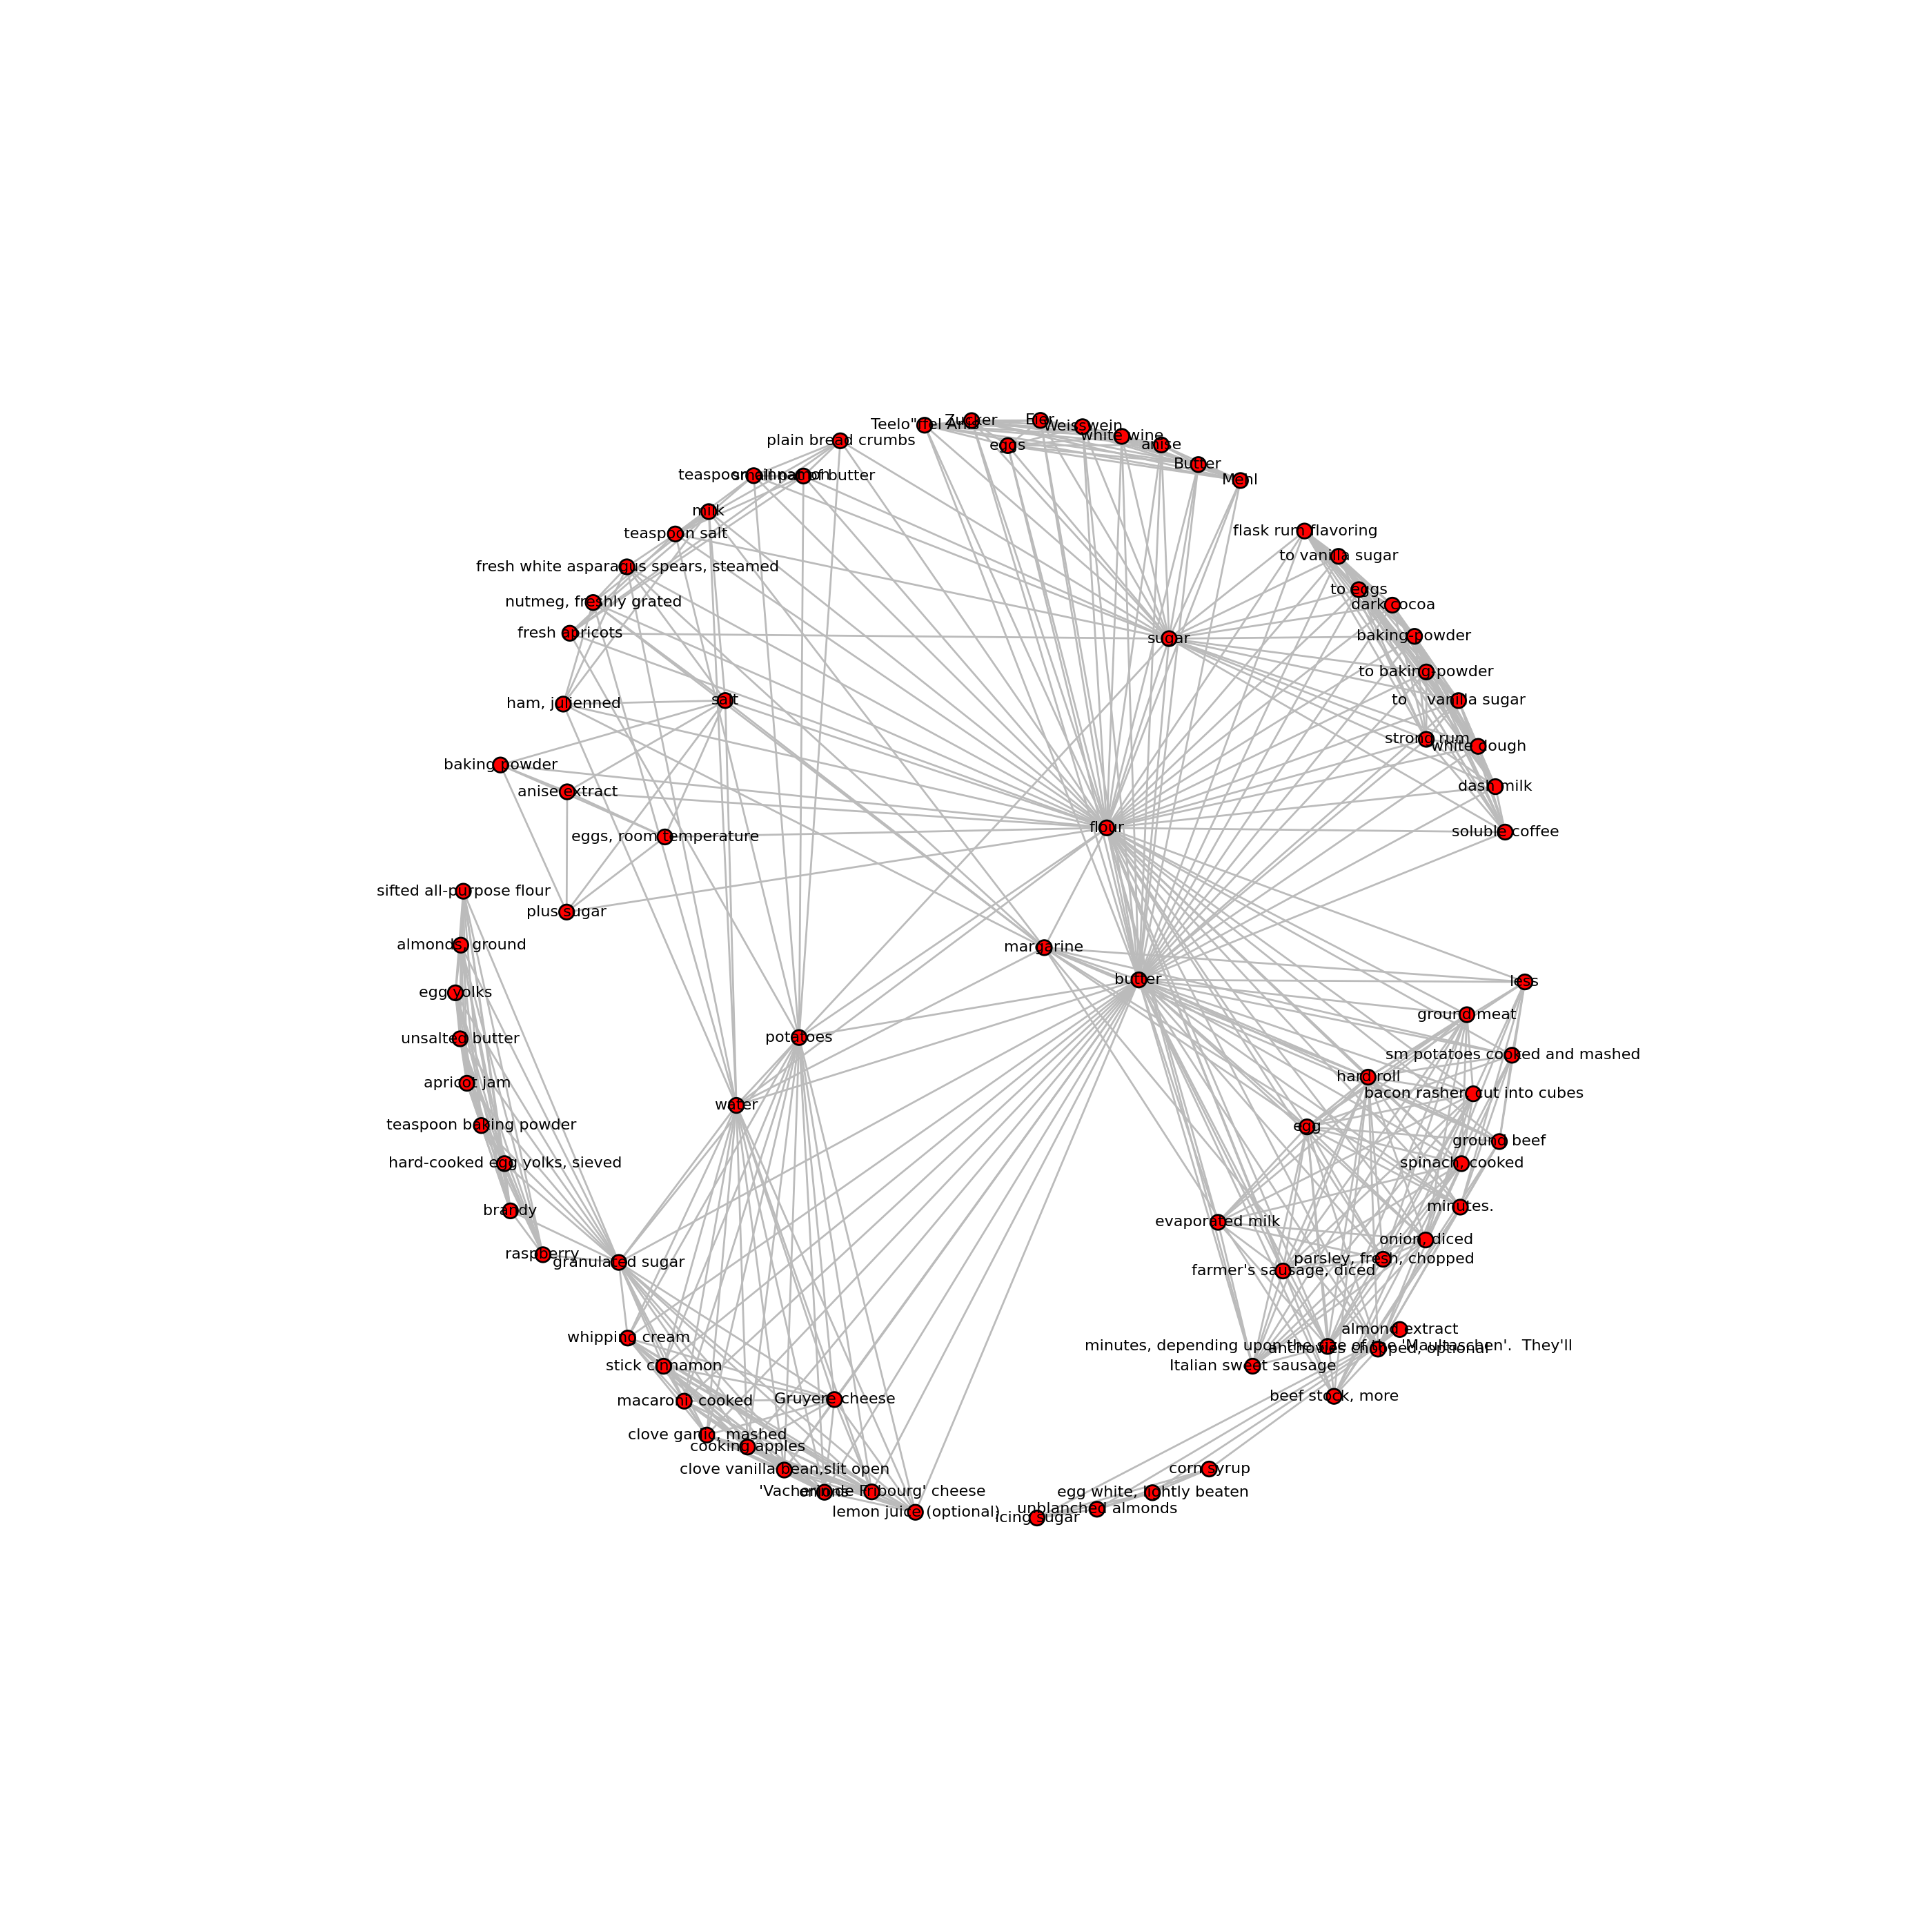 Teelo"ffel Anis
Zucker
Eier
Weisswein
white wine
eggs
anise
plain bread crumbs
Butter
teaspoon cinnamon
small pan of butter
Mehl
milk
flask rum flavoring
teaspoon salt
to vanilla sugar
fresh white asparagus spears, steamed
to eggs
nutmeg, freshly grated
dark cocoa
fresh apricots
sugar
baking-powder
to baking-powder
ham, julienned
salt
to    vanilla sugar
strong rum
white dough
baking powder
anise extract
dash milk
eggs, room temperature
flour
soluble coffee
sifted all-purpose flour
plus sugar
almonds, ground
margarine
egg yolks
butter
less
ground meat
unsalted butter
potatoes
sm potatoes cooked and mashed
apricot jam
hard roll
bacon rasher, cut into cubes
water
teaspoon baking powder
egg
ground beef
hard-cooked egg yolks, sieved
spinach, cooked
brandy
minutes.
evaporated milk
onion, diced
raspberry
granulated sugar
parsley, fresh, chopped
farmer's sausage, diced
almond extract
whipping cream
minutes, depending upon the size of the 'Maultaschen'.  They'll
anchovies chopped, optional
stick cinnamon
Italian sweet sausage
macaroni, cooked
Gruyere cheese
beef stock, more
clove garlic, mashed
cooking apples
clove vanilla bean,slit open
corn syrup
'Vacherin de Fribourg' cheese
onions
egg white, lightly beaten
lemon juice (optional)
unblanched almonds
icing sugar